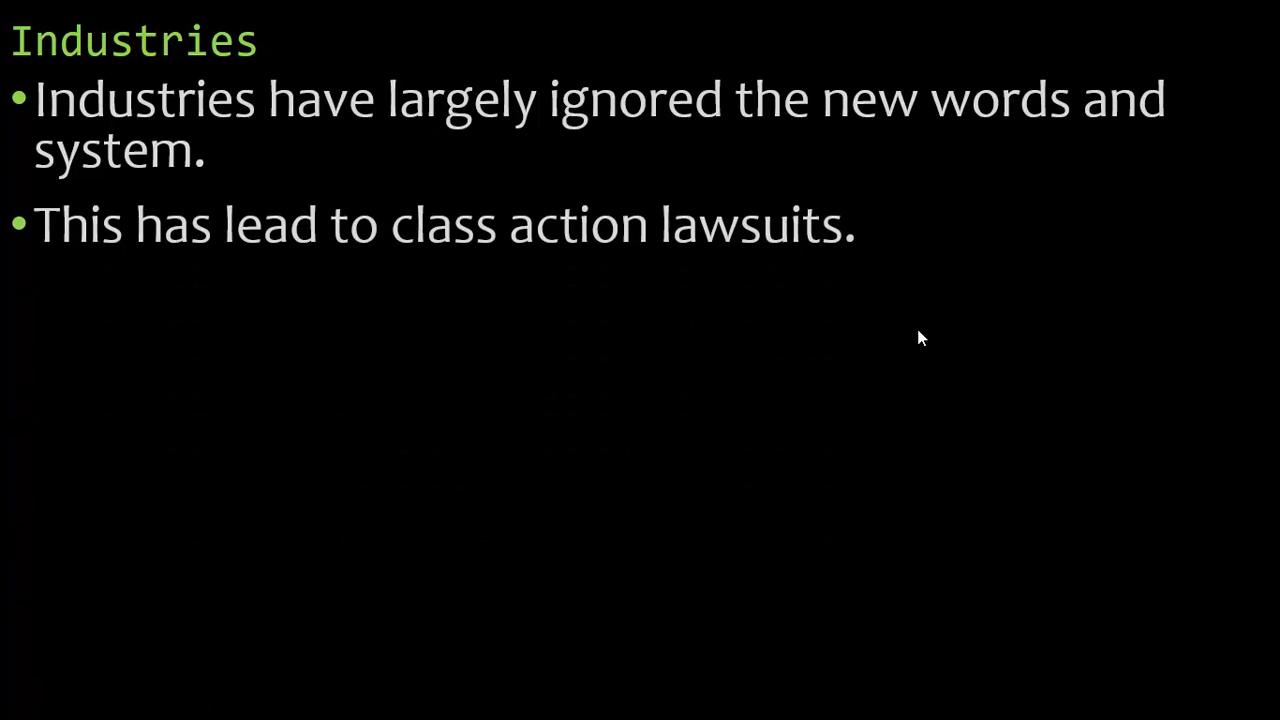 Industries
•Industries have largely ignored the new words and
system.
•This has lead to class action lawsuits.